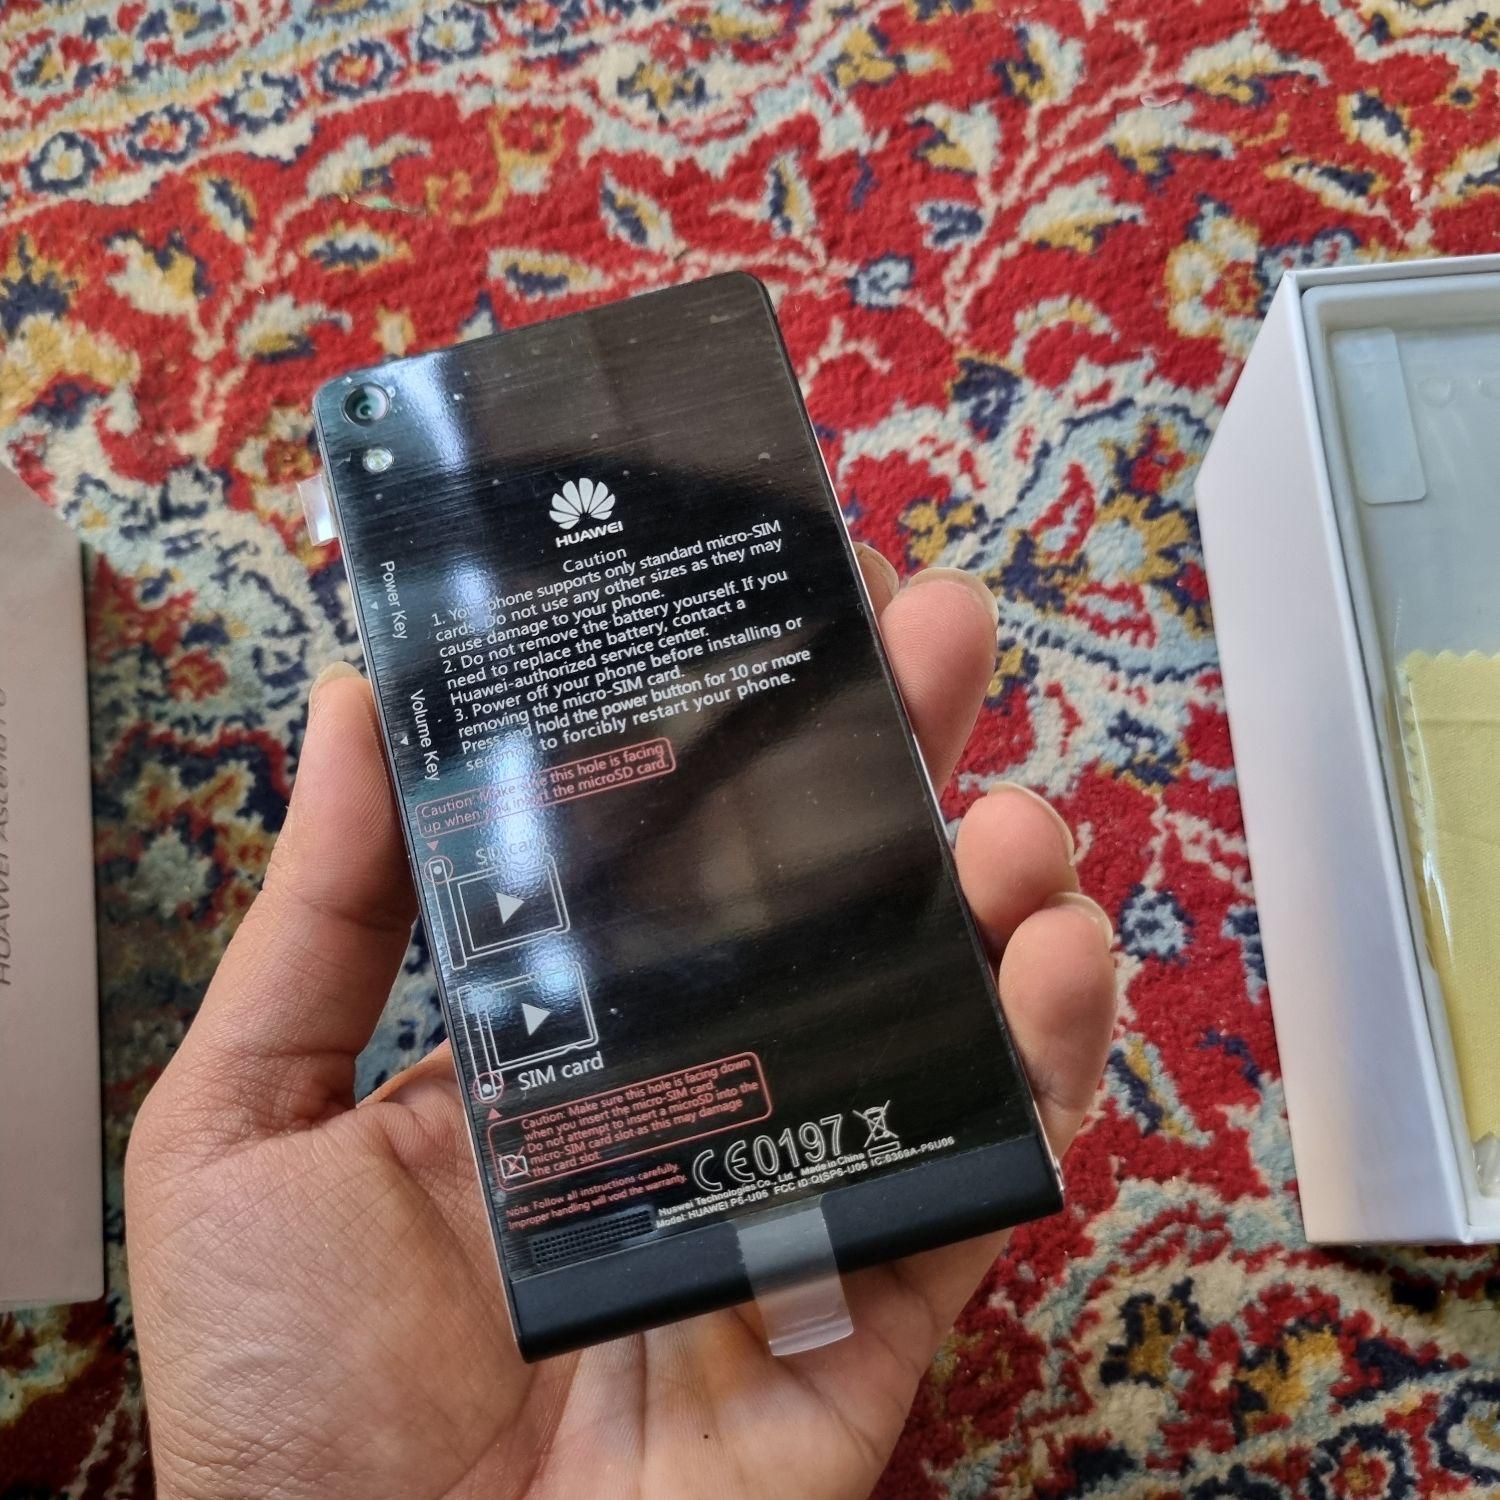 HUAWEI
Caution
1. Your phone supports only standard micro-SIM
cards. Do not use any other sizes as they may
cause damage to your phone.
2. Do not remove the battery yourself. If you
need to replace the battery, contact a
Huawei-authorized service center.
3. Power off your phone before installing or
removing the micro-SIM card.
Press and hold the power button for 10 or more
seconds to forcibly restart your phone.
Power Key
Volume Key
Caution: Make sure this hole is facing
up when you insert the microSD card.
SIM card
Caution: Make sure this hole is facing down
when you insert the micro-SIM card.
Do not attempt to insert a microSD into the
micro-SIM card slot as this may damage
the card slot.
Note: Follow all instructions carefully.
Improper handling will void the warranty.
CE0197
Huawei Technologies Co., Ltd. Made in China
Model: HUAWEI P6-U06 FCC ID:QISP6-U06 IC:6369A-P6U06
HUAWEI Ascend P6